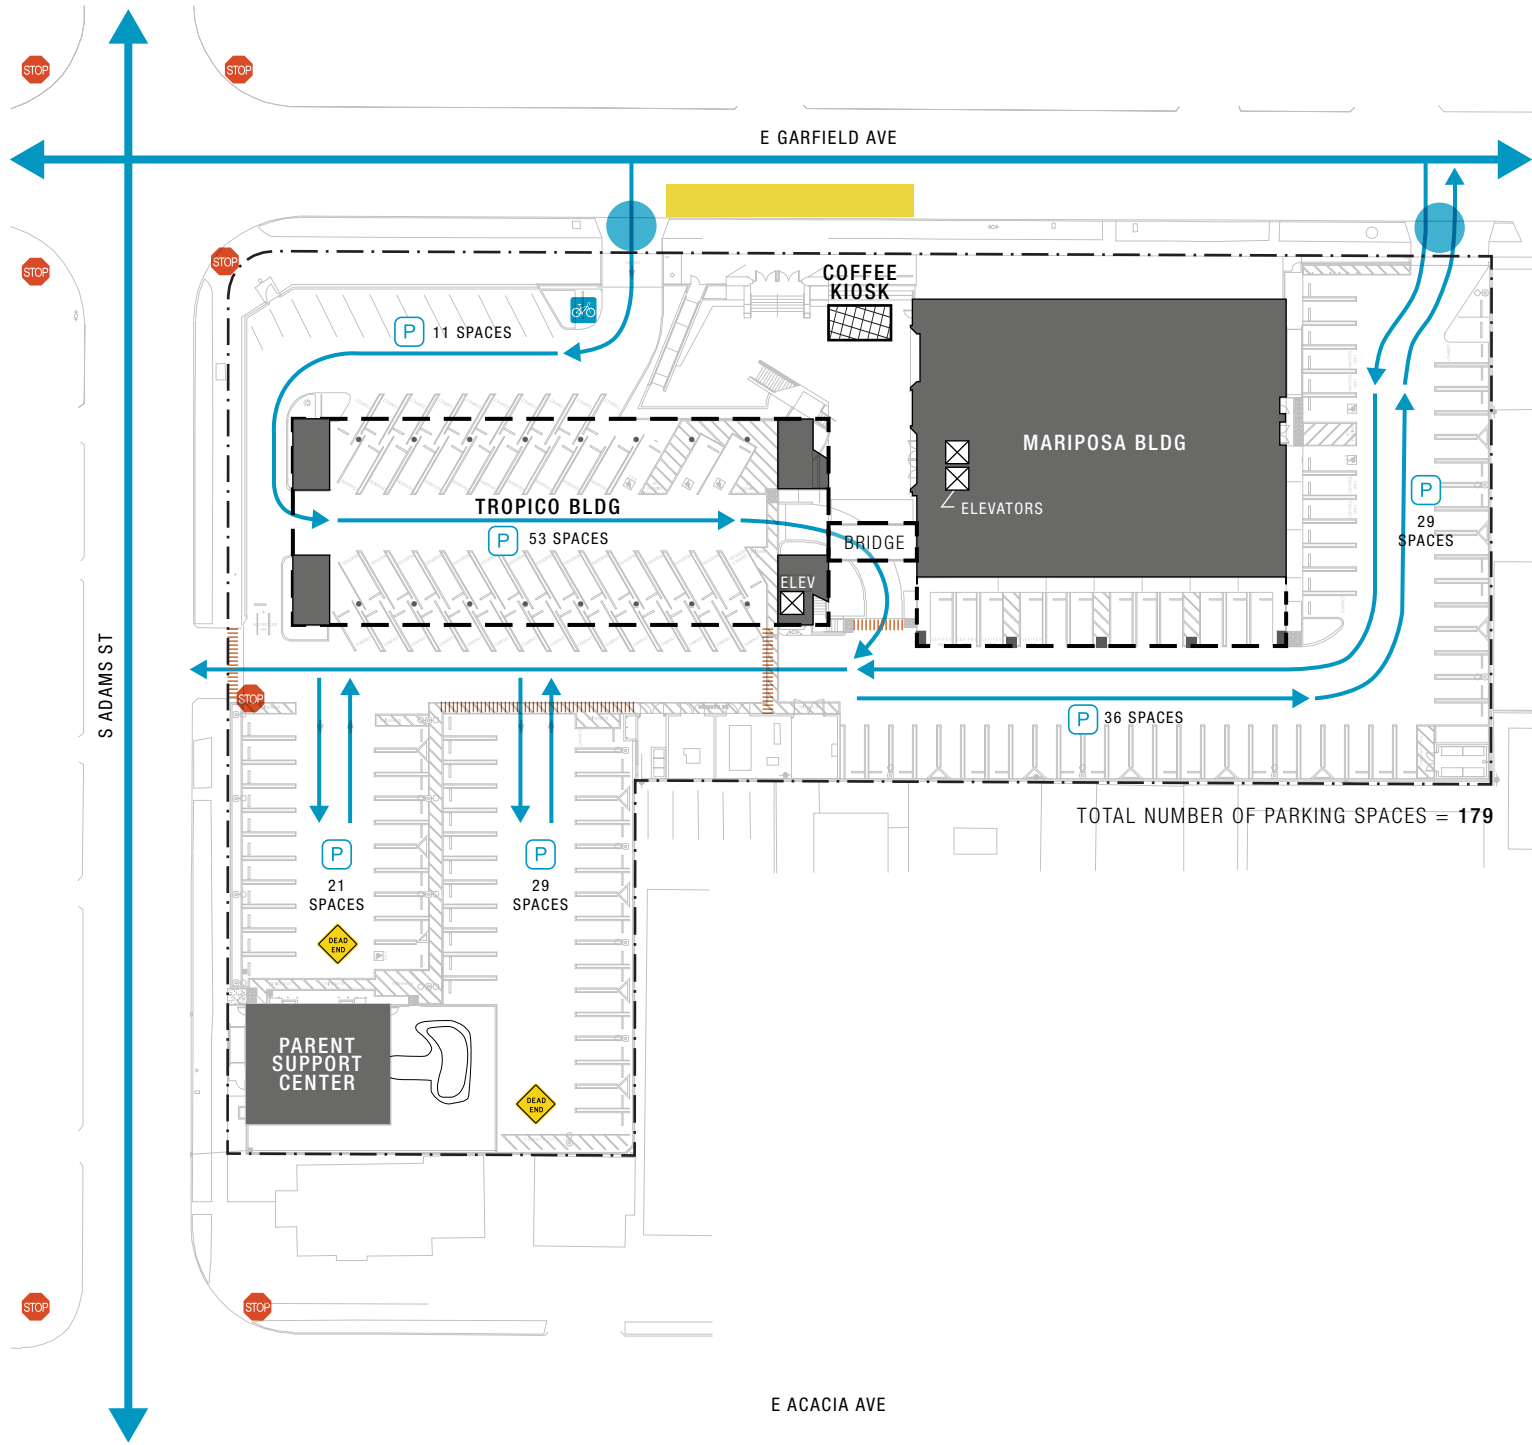 STOP
STOP
E GARFIELD AVE
STOP
STOP
COFFEE
KIOSK
P 11 SPACES
MARIPOSA BLDG
ELEVATORS
TROPICO BLDG
P 53 SPACES
P
29
SPACES
BRIDGE
ELEV
S ADAMS ST
STOP
P 36 SPACES
TOTAL NUMBER OF PARKING SPACES = 179
P
21
SPACES
P
29
SPACES
DEAD
END
PARENT
SUPPORT
CENTER
DEAD
END
STOP
STOP
E ACACIA AVE